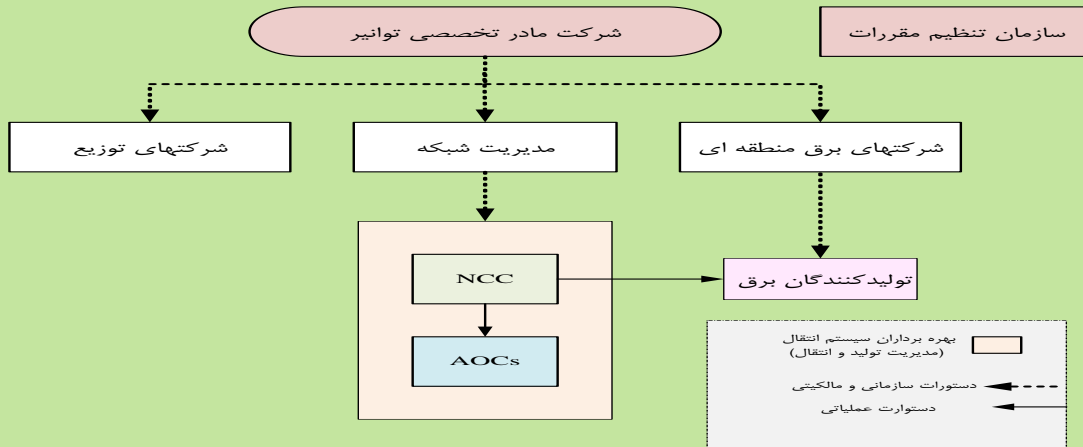 سازمان تنظیم مقررات
شرکت مادر تخصصی توانیر
شرکتهای برق منطقه ای
مدیریت شبکه
شرکتهای توزیع
NCC
تولیدکنندگان برق
AOCs
بهره برداران سیستم انتقال
(مدیریت تولید و انتقال)
دستورات سازمانی و مالکیتی
دستوارت عملیاتی